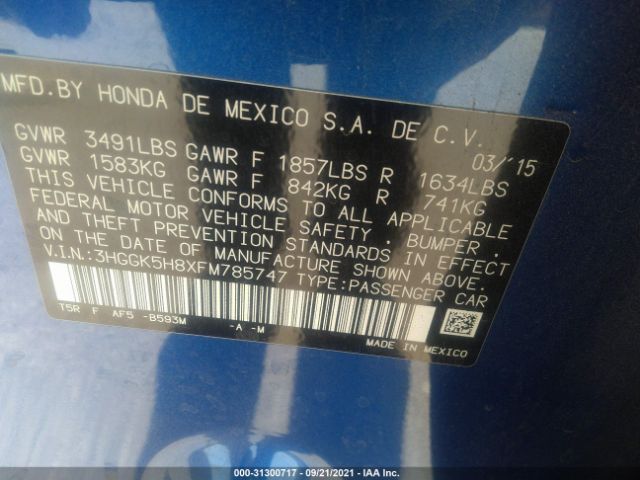 MFD.BY HONDA DE MEXICO S.A. DE C.V.
03/'15
GVWR 3491LBS GAWR F 1857LBS R 1634LBS
GVWR 1583KG GAWR F 842KG R 741KG
THIS VEHICLE CONFORMS TO ALL APPLICABLE
FEDERAL MOTOR VEHICLE SAFETY , BUMPER ,
AND THEFT PREVENTION STANDARDS IN EFFECT
ON THE DATE OF MANUFACTURE SHOWN ABOVE.
V.I.N.:3HGGK5H8XFM785747 TYPE:PASSENGER CAR
T5R F AF5 -B593M -A -M
MADE IN MEXICO
000-31300717 - 09/21/2021 - IAA Inc.